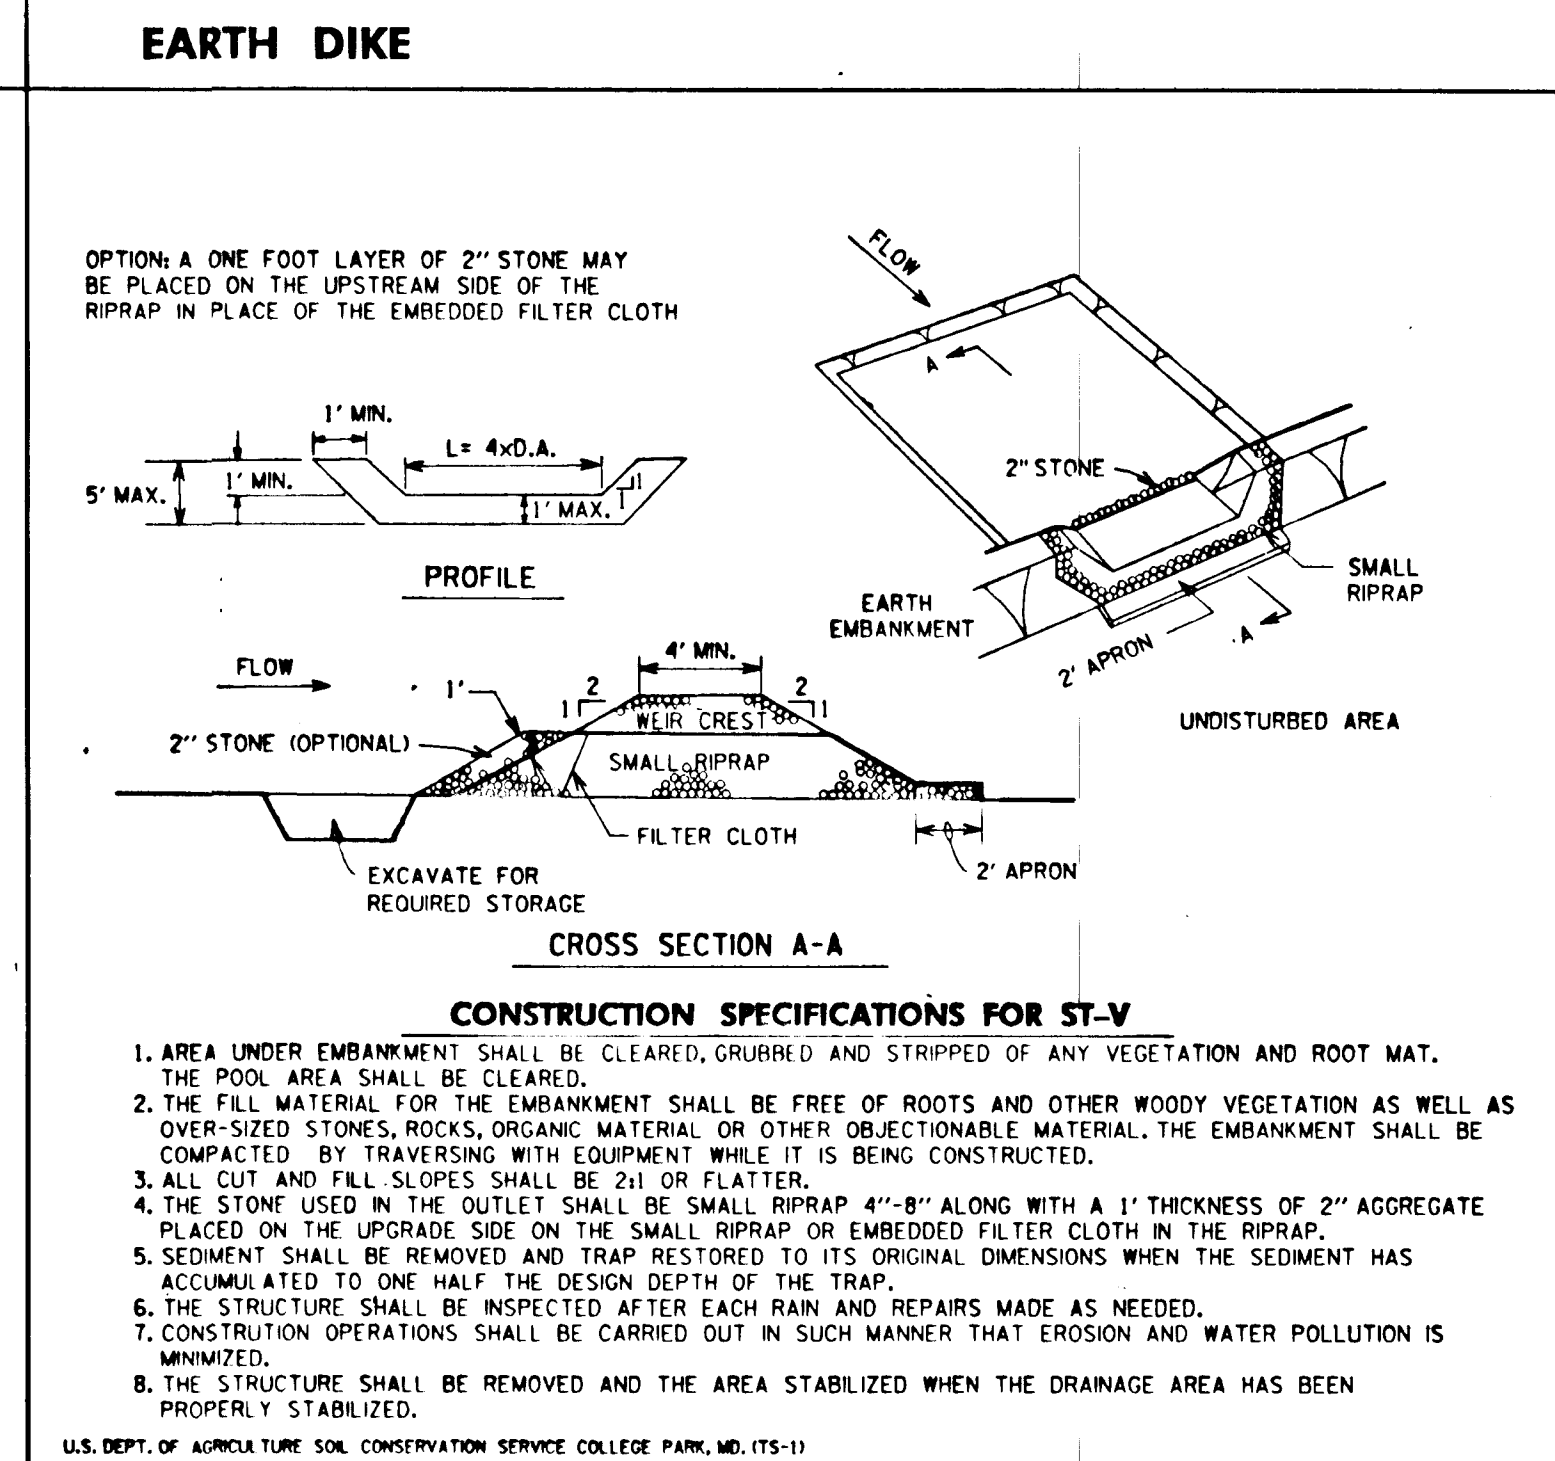 EARTH DIKE
OPTION: A ONE FOOT LAYER OF 2" STONE MAY
BE PLACED ON THE UPSTREAM SIDE OF THE
RIPRAP IN PLACE OF THE EMBEDDED FILTER CLOTH
FLOW
A
1' MIN.
L= 4xD.A.
5' MAX.
1' MIN.
1
1
1' MAX.
2" STONE
PROFILE
SMALL
RIPRAP
EARTH
EMBANKMENT
2' APRON
A
UNDISTURBED AREA
FLOW
4' MIN.
1'
2
1
2
1
WEIR CREST
2" STONE (OPTIONAL)
SMALL RIPRAP
FILTER CLOTH
2' APRON
EXCAVATE FOR
REQUIRED STORAGE
CROSS SECTION A-A
CONSTRUCTION SPECIFICATIONS FOR ST-V
1. AREA UNDER EMBANKMENT SHALL BE CLEARED, GRUBBED AND STRIPPED OF ANY VEGETATION AND ROOT MAT.
THE POOL AREA SHALL BE CLEARED.
2. THE FILL MATERIAL FOR THE EMBANKMENT SHALL BE FREE OF ROOTS AND OTHER WOODY VEGETATION AS WELL AS
OVER-SIZED STONES, ROCKS, ORGANIC MATERIAL OR OTHER OBJECTIONABLE MATERIAL. THE EMBANKMENT SHALL BE
COMPACTED BY TRAVERSING WITH EQUIPMENT WHILE IT IS BEING CONSTRUCTED.
3. ALL CUT AND FILL SLOPES SHALL BE 2:1 OR FLATTER.
4. THE STONE USED IN THE OUTLET SHALL BE SMALL RIPRAP 4"-8" ALONG WITH A 1' THICKNESS OF 2" AGGREGATE
PLACED ON THE UPGRADE SIDE ON THE SMALL RIPRAP OR EMBEDDED FILTER CLOTH IN THE RIPRAP.
5. SEDIMENT SHALL BE REMOVED AND TRAP RESTORED TO ITS ORIGINAL DIMENSIONS WHEN THE SEDIMENT HAS
ACCUMULATED TO ONE HALF THE DESIGN DEPTH OF THE TRAP.
6. THE STRUCTURE SHALL BE INSPECTED AFTER EACH RAIN AND REPAIRS MADE AS NEEDED.
7. CONSTRUTION OPERATIONS SHALL BE CARRIED OUT IN SUCH MANNER THAT EROSION AND WATER POLLUTION IS
MINIMIZED.
8. THE STRUCTURE SHALL BE REMOVED AND THE AREA STABILIZED WHEN THE DRAINAGE AREA HAS BEEN
PROPERLY STABILIZED.
U.S. DEPT. OF AGRICULTURE SOIL CONSERVATION SERVICE COLLEGE PARK, MD. (TS-1)